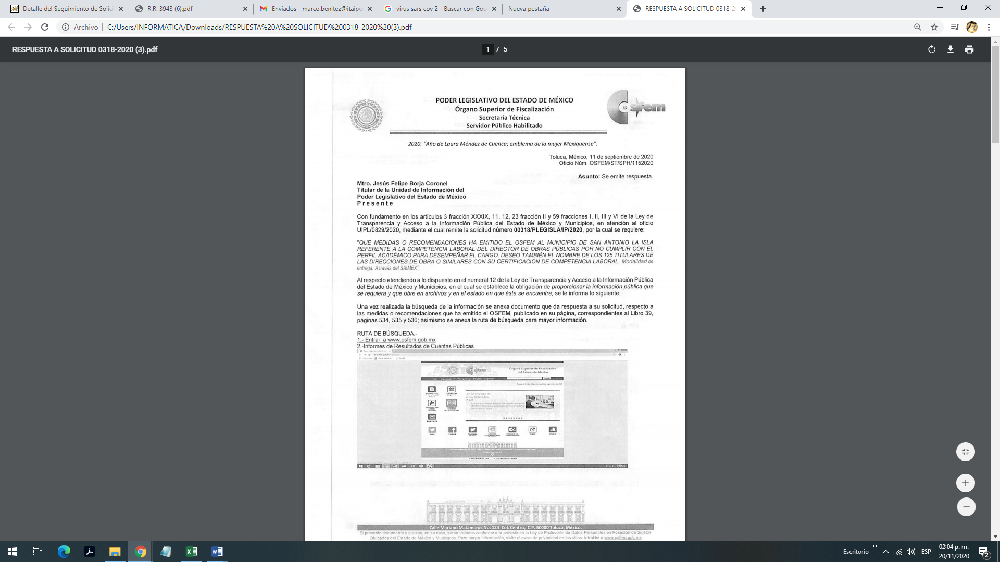 Detalle del Seguimiento de Solici
R.R. 3943 (6).pdf
Enviados - marco.benitez@itaipe
virus sars cov 2 - Buscar con Goo
Nueva pestaña
RESPUESTA A SOLICITUD 0318-2
Archivo
C:/Users/INFORMATICA/Downloads/RESPUESTA%20A%20SOLICITUD%200318-2020%20(3).pdf
RESPUESTA A SOLICITUD 0318-2020 (3).pdf
1 / 5
PODER LEGISLATIVO DEL ESTADO DE MÉXICO
Órgano Superior de Fiscalización
Secretaría Técnica
Servidor Público Habilitado
osfem
2020. "Año de Laura Méndez de Cuenca; emblema de la mujer Mexiquense".
Toluca, México, 11 de septiembre de 2020
Oficio Núm. OSFEM/ST/SPH/1152020
Asunto: Se emite respuesta.
Mtro. Jesús Felipe Borja Coronel
Titular de la Unidad de Información del
Poder Legislativo del Estado de México
P r e s e n t e
Con fundamento en los artículos 3 fracción XXXIX, 11, 12, 23 fracción II y 59 fracciones I, II, III y VI de la Ley de
Transparencia y Acceso a la Información Pública del Estado de México y Municipios, en atención al oficio
UIPL/0829/2020, mediante el cual remite la solicitud número 00318/PLEGISLA/IP/2020, por la cual se requiere:
"QUE MEDIDAS O RECOMENDACIONES HA EMITIDO EL OSFEM AL MUNICIPIO DE SAN ANTONIO LA ISLA
REFERENTE A LA COMPETENCIA LABORAL DEL DIRECTOR DE OBRAS PÚBLICAS POR NO CUMPLIR CON EL
PERFIL ACADÉMICO PARA DESEMPEÑAR EL CARGO. DESEO TAMBIÉN EL NOMBRE DE LOS 125 TITULARES DE
LAS DIRECCIONES DE OBRA O SIMILARES CON SU CERTIFICACIÓN DE COMPETENCIA LABORAL. Modalidad de
entrega: A través del SAIMEX".
Al respecto atendiendo a lo dispuesto en el numeral 12 de la Ley de Transparencia y Acceso a la Información Pública
del Estado de México y Municipios, en el cual se establece la obligación de proporcionar la información pública que
se requiera y que obre en archivos y en el estado en que ésta se encuentre, se le informa lo siguiente:
Una vez realizada la búsqueda de la información se anexa documento que da respuesta a su solicitud, respecto a
las medidas o recomendaciones que ha emitido el OSFEM, publicado en su página, correspondientes al Libro 39,
páginas 534, 535 y 536; asimismo se anexa la ruta de búsqueda para mayor información.
RUTA DE BÚSQUEDA.-
1.- Entrar a www.osfem.gob.mx
2.-Informes de Resultados de Cuentas Públicas
osfem
Órgano Superior de Fiscalización
del Estado de México
Calle Mariano Matamoros No. 124 Col. Centro, C.P. 50000 Toluca, México.
El presente documento y anexos, en su caso, serán tratados conforme a lo previsto en la Ley de Protección de Datos Personales en Posesión de Sujetos
Obligados del Estado de México y Municipios. Para mayor información, visite el aviso de privacidad en los sitios: IntraNet o www.osfem.gob.mx
Escritorio
ESP
02:04 p. m.
20/11/2020
2